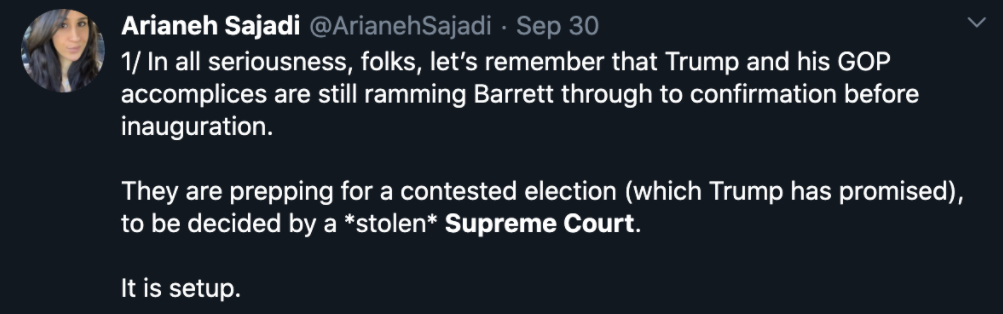 Arianeh Sajadi @ArianehSajadi · Sep 30
1/ In all seriousness, folks, let’s remember that Trump and his GOP
accomplices are still ramming Barrett through to confirmation before
inauguration.
They are prepping for a contested election (which Trump has promised),
to be decided by a *stolen* Supreme Court.
It is setup.